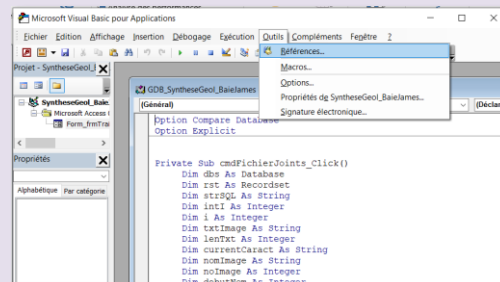 Microsoft Visual Basic pour Applications
Fichier Edition Affichage Insertion Débogage Exécution Outils Compléments Fenêtre ?
Références...
Macros...
Options...
Propriétés de SyntheseGeol_BaieJames...
Signature électronique...
Projet - SyntheseGeol_BaieJ
SyntheseGeol_Baie
Microsoft Access
Form_frmTrai
Propriétés
Alphabétique Par catégorie
GDB_SyntheseGeol_BaieJames
(Général)
(Déclar
Option Compare Database
Option Explicit
Private Sub cmdFichierJoints_Click()
Dim dbs As Database
Dim rst As Recordset
Dim strSQL As String
Dim intI As Integer
Dim i As Integer
Dim txtImage As String
Dim lenTxt As Integer
Dim currentCaract As String
Dim nomImage As String
Dim noImage As Integer